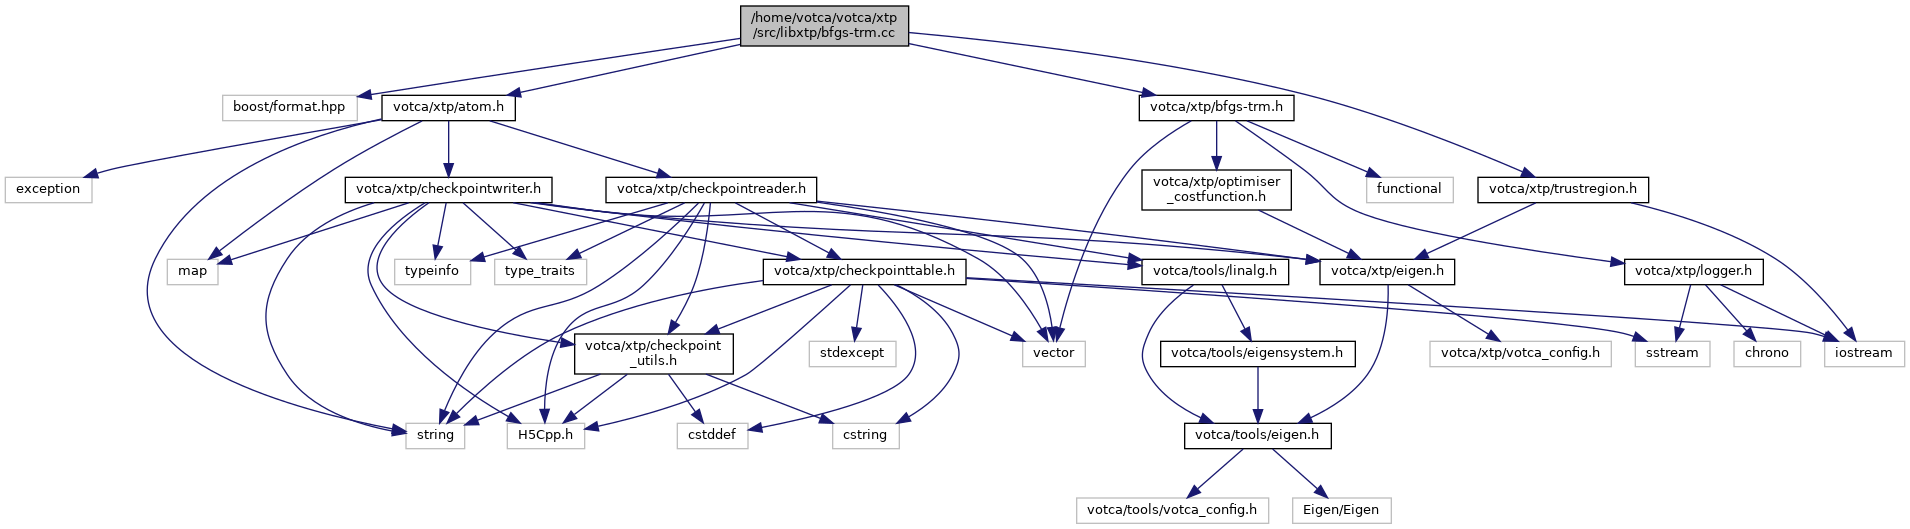 /home/votca/votca/xtp
/src/libxtp/bfgs-trm.cc
boost/format.hpp
votca/xtp/atom.h
votca/xtp/bfgs-trm.h
exception
votca/xtp/checkpointwriter.h
votca/xtp/checkpointreader.h
votca/xtp/optimiser
_costfunction.h
functional
votca/xtp/trustregion.h
map
typeinfo
type_traits
votca/xtp/checkpointtable.h
votca/tools/linalg.h
votca/xtp/eigen.h
votca/xtp/logger.h
votca/xtp/checkpoint
_utils.h
stdexcept
vector
votca/tools/eigensystem.h
votca/xtp/votca_config.h
sstream
chrono
iostream
string
H5Cpp.h
cstddef
cstring
votca/tools/eigen.h
votca/tools/votca_config.h
Eigen/Eigen